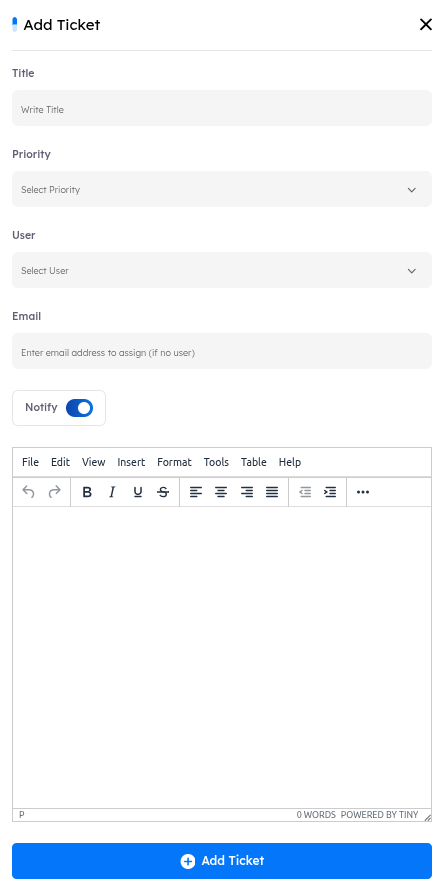 Add Ticket
Title
Write Title
Priority
Select Priority
User
Select User
Email
Enter email address to assign (if no user)
Notify
File Edit View Insert Format Tools Table Help
B I U S
P 0 WORDS POWERED BY TINY
Add Ticket